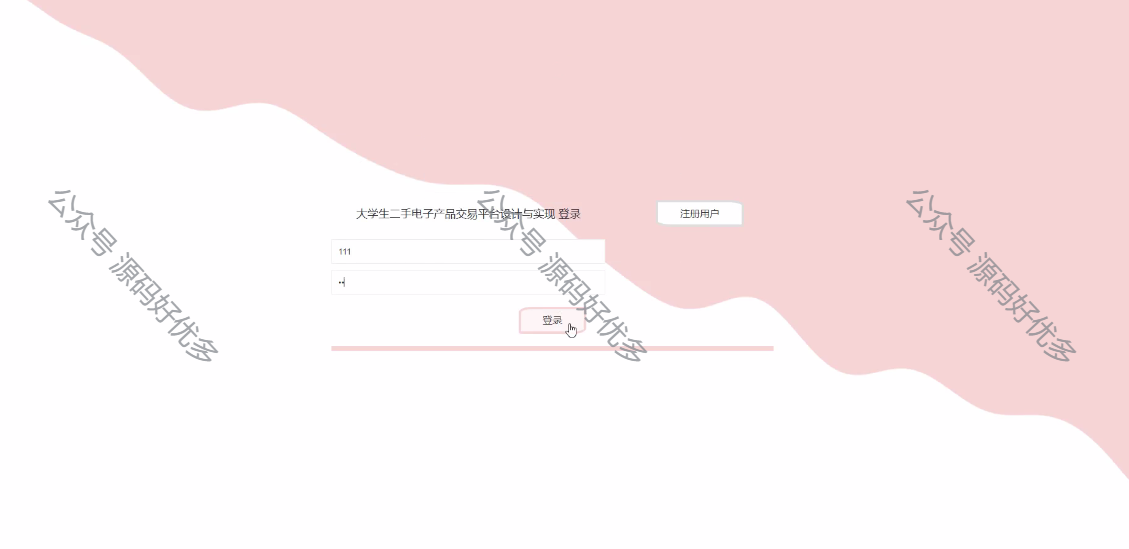 大学生二手电子产品交易平台设计与实现 登录
注册用户
111
••
登录
公众号 源码好优多
公众号 源码好优多
公众号 源码好优多